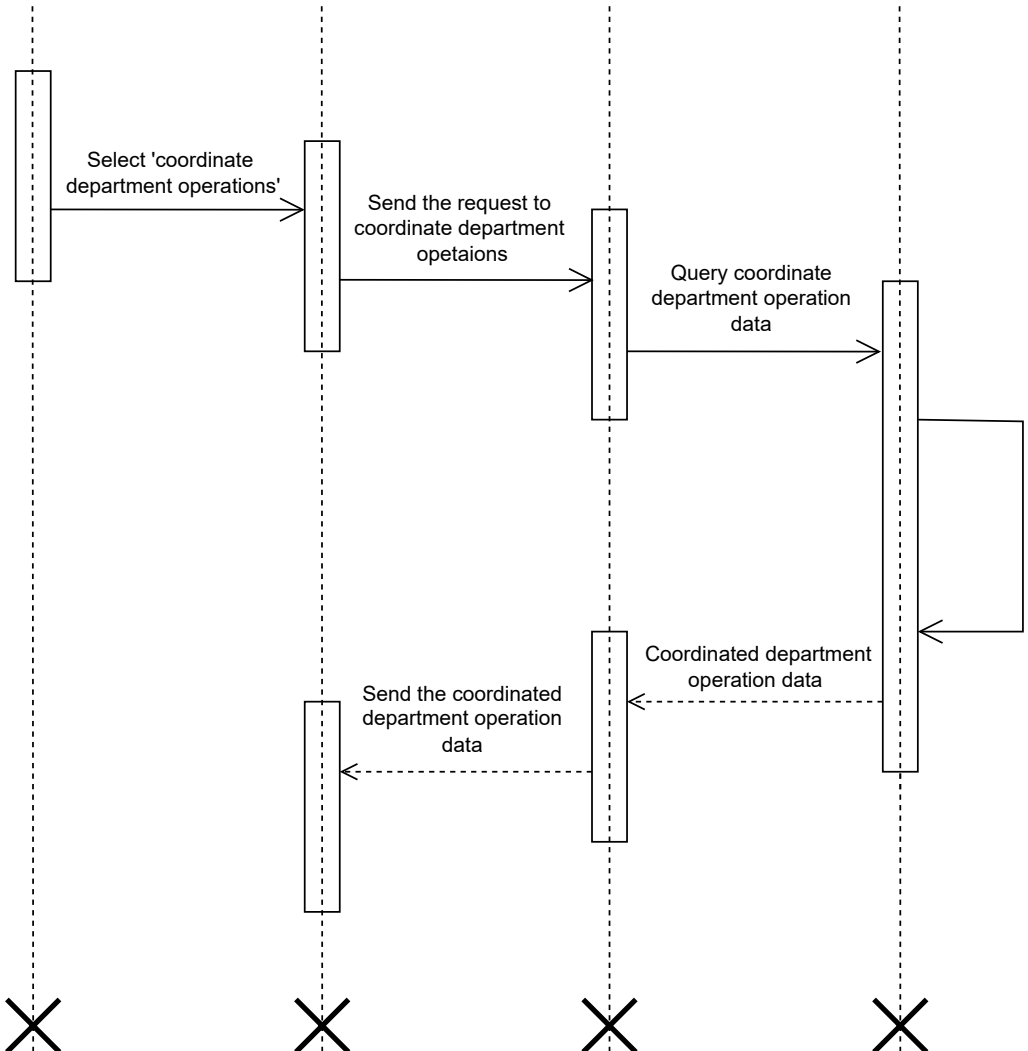 Select 'coordinate
department operations'
Send the request to
coordinate department
opetaions
Query coordinate
department operation
data
Coordinated department
operation data
Send the coordinated
department operation
data